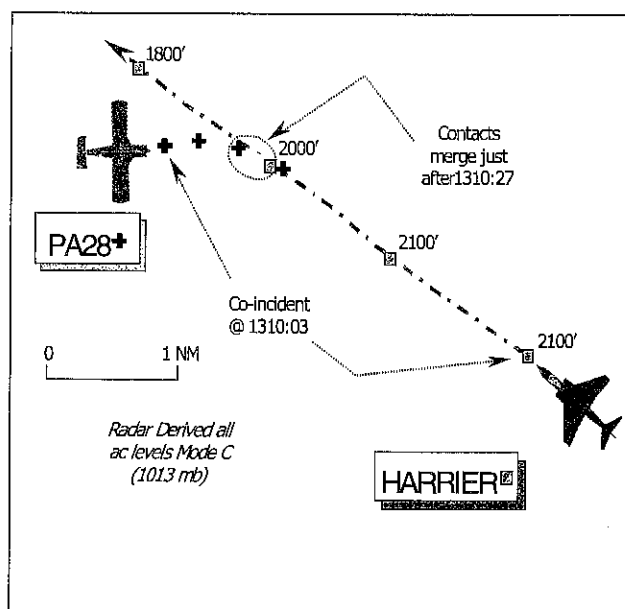 1800'
2000'
Contacts
merge just
after1310:27
PA28
2100'
Co-incident
@ 1310:03
2100'
0 1 NM
Radar Derived all
ac levels Mode C
(1013 mb)
HARRIER